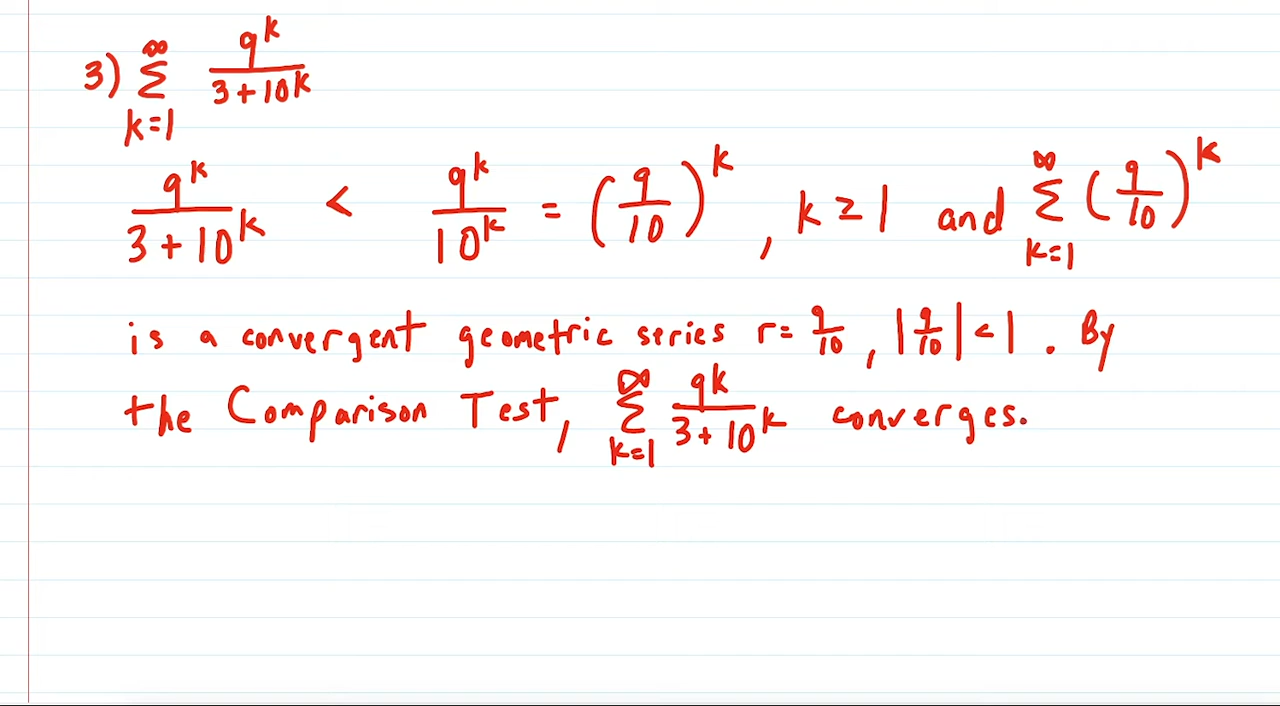 3) ∞ Σ k=1 9^k / (3+10^k)
9^k / (3+10^k) < 9^k / 10^k = (9/10)^k , k ≥ 1 and ∞ Σ k=1 (9/10)^k
is a convergent geometric series r= 9/10 , |9/10| < 1 . By
the Comparison Test, ∞ Σ k=1 9^k / (3+10^k) converges.